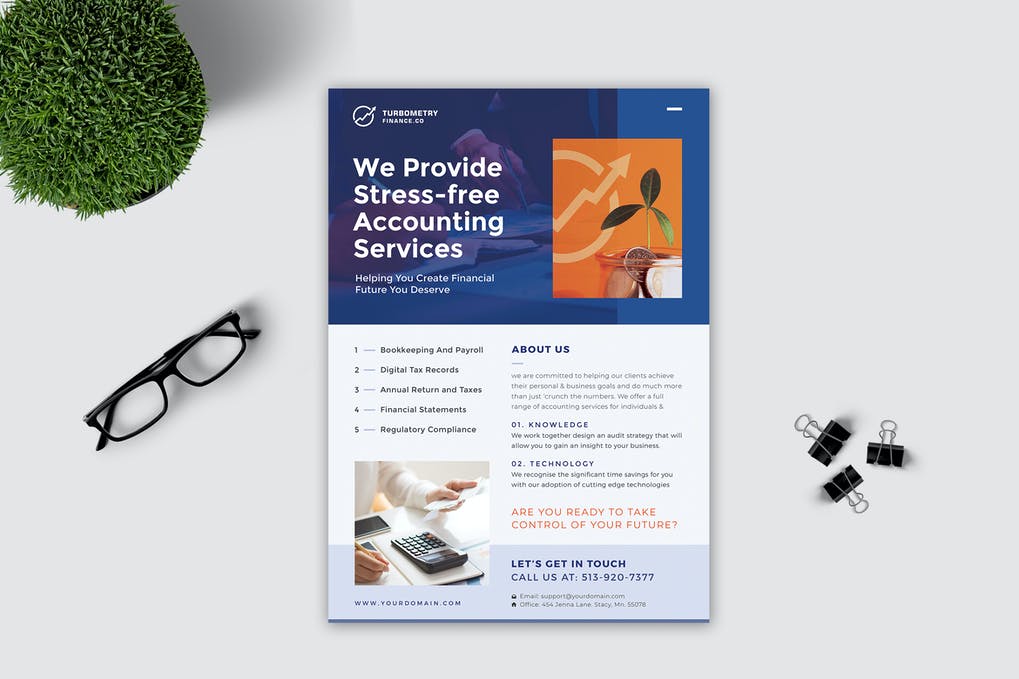 TURBOMETRY
FINANCE.CO
We Provide
Stress-free
Accounting
Services
Helping You Create Financial
Future You Deserve
1 — Bookkeeping And Payroll
2 — Digital Tax Records
3 — Annual Return and Taxes
4 — Financial Statements
5 — Regulatory Compliance
ABOUT US
we are committed to helping our clients achieve
their personal & business goals and do much more
than just 'crunch the numbers. We offer a full
range of accounting services for individuals &
01. KNOWLEDGE
We work together design an audit strategy that will
allow you to gain an insight to your business.
02. TECHNOLOGY
We recognise the significant time savings for you
with our adoption of cutting edge technologies
ARE YOU READY TO TAKE
CONTROL OF YOUR FUTURE?
LET'S GET IN TOUCH
CALL US AT: 513-920-7377
Email: support@yourdomain.com
Office: 454 Jenna Lane. Stacy, Mn. 55078
WWW.YOURDOMAIN.COM